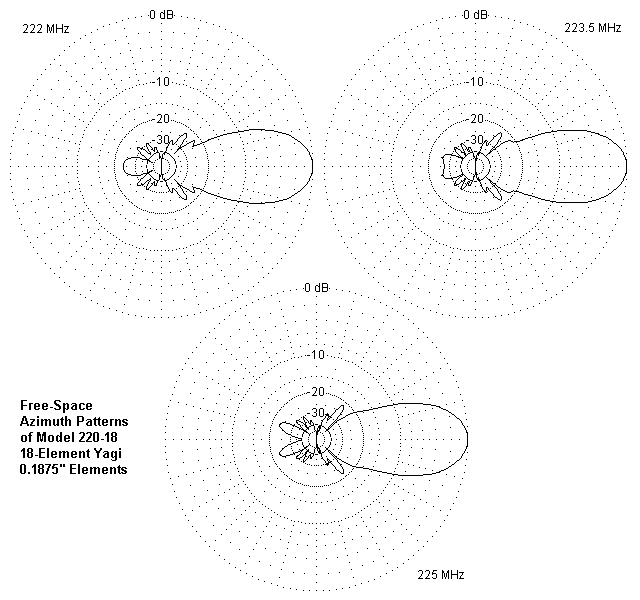 0 dB
222 MHz
-10
-20
-30
0 dB
223.5 MHz
-10
-20
-30
0 dB
-10
-20
-30
Free-Space
Azimuth Patterns
of Model 220-18
18-Element Yagi
0.1875" Elements
225 MHz